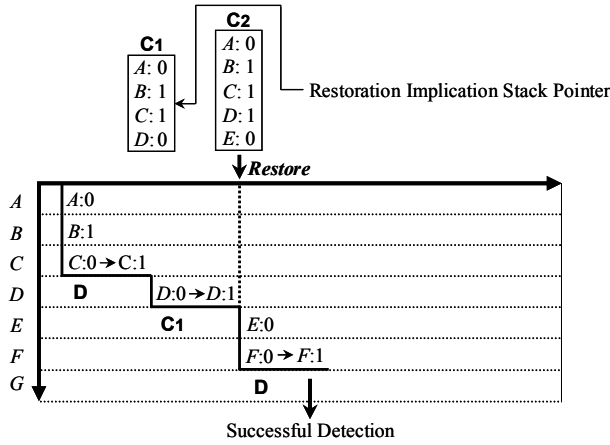 C1
A: 0
B: 1
C: 1
D: 0
C2
A: 0
B: 1
C: 1
D: 1
E: 0
Restoration Implication Stack Pointer
Restore
A A:0
B B:1
C C:0→C:1
D D D:0→D:1
E C1 E:0
F F:0→F:1
G D
Successful Detection